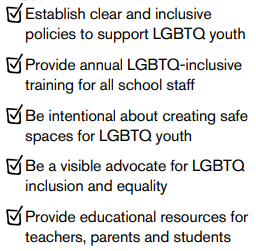 Establish clear and inclusive
policies to support LGBTQ youth
Provide annual LGBTQ-inclusive
training for all school staff
Be intentional about creating safe
spaces for LGBTQ youth
Be a visible advocate for LGBTQ
inclusion and equality
Provide educational resources for
teachers, parents and students